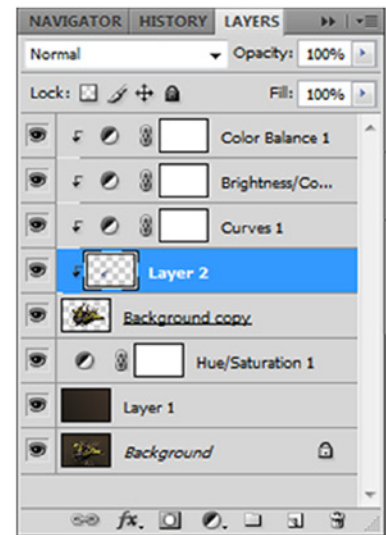 NAVIGATOR HISTORY LAYERS
Normal Opacity: 100%
Lock: Fill: 100%
Color Balance 1
Brightness/Co...
Curves 1
Layer 2
Background copy
Hue/Saturation 1
Layer 1
Background
fx.